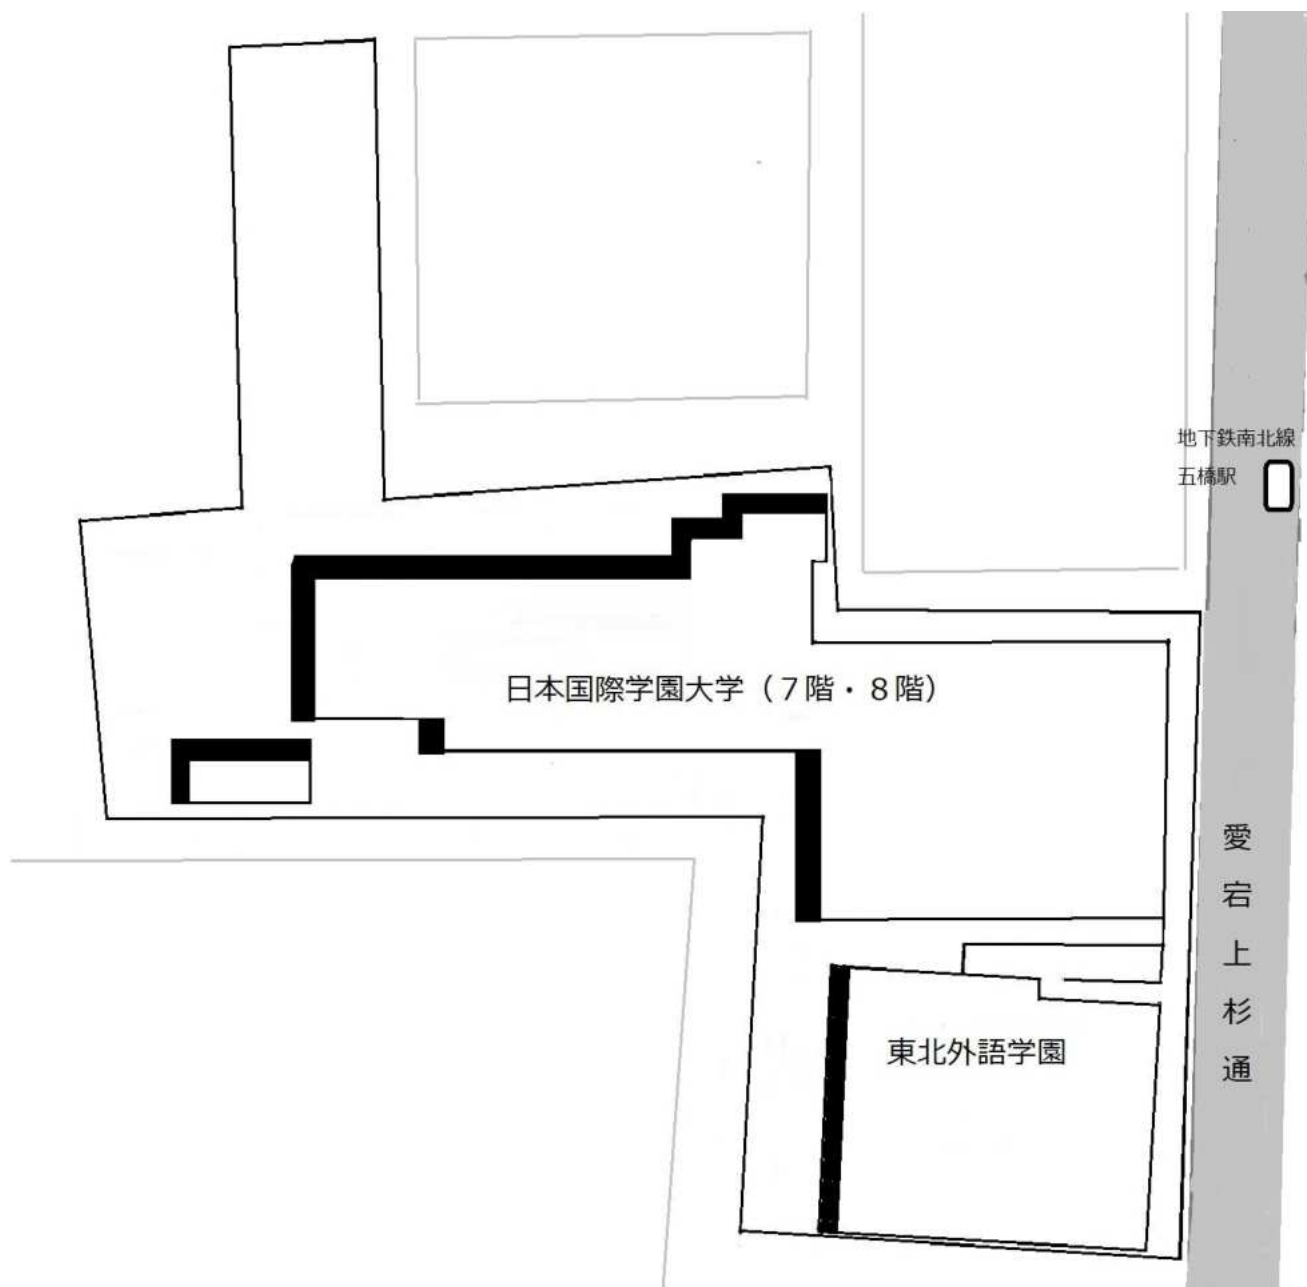 地下鉄南北線
五橋駅
日本国際学園大学（７階・８階）
愛宕上杉通
東北外語学園